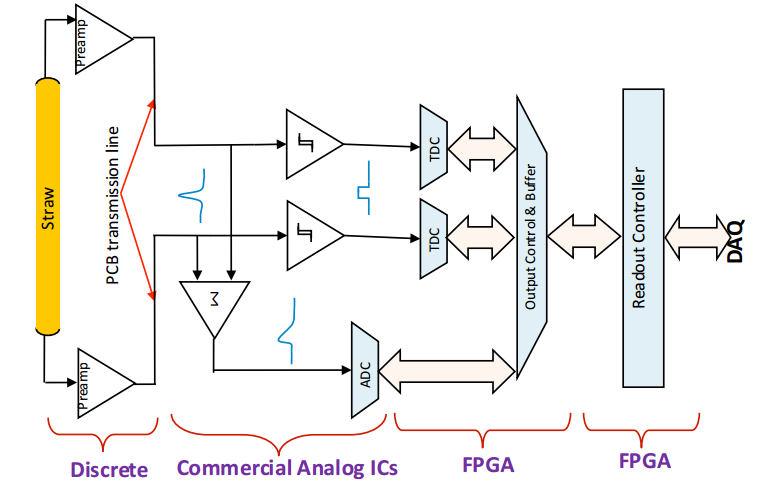 Preamp
Straw
PCB transmission line
Preamp
Σ
TDC
TDC
ADC
Output Control & Buffer
Readout Controller
DAQ
Discrete
Commercial Analog ICs
FPGA
FPGA